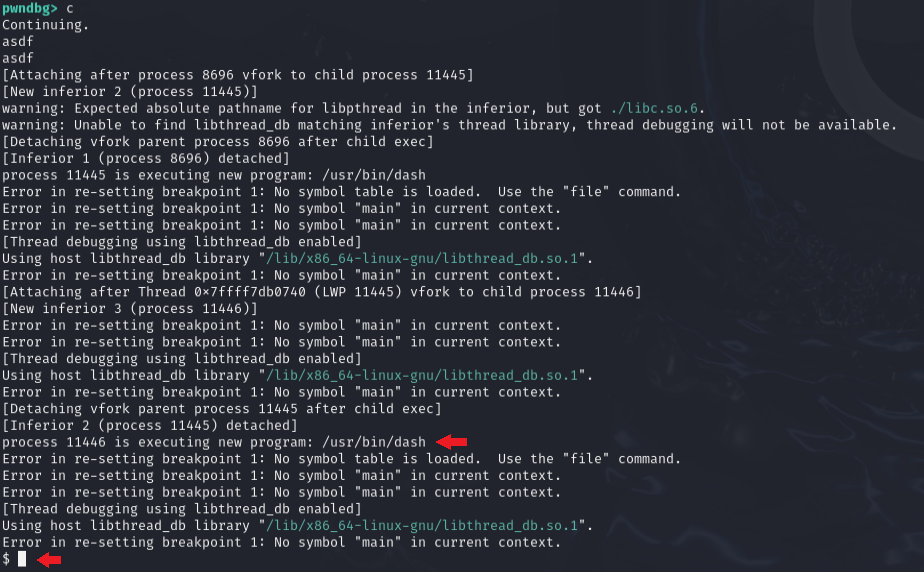 pwndbg> c
Continuing.
asdf
asdf
[Attaching after process 8696 vfork to child process 11445]
[New inferior 2 (process 11445)]
warning: Expected absolute pathname for libpthread in the inferior, but got ./libc.so.6.
warning: Unable to find libthread_db matching inferior's thread library, thread debugging will not be available.
[Detaching vfork parent process 8696 after child exec]
[Inferior 1 (process 8696) detached]
process 11445 is executing new program: /usr/bin/dash
Error in re-setting breakpoint 1: No symbol table is loaded.  Use the "file" command.
Error in re-setting breakpoint 1: No symbol "main" in current context.
Error in re-setting breakpoint 1: No symbol "main" in current context.
[Thread debugging using libthread_db enabled]
Using host libthread_db library "/lib/x86_64-linux-gnu/libthread_db.so.1".
Error in re-setting breakpoint 1: No symbol "main" in current context.
[Attaching after Thread 0x7ffff7db0740 (LWP 11445) vfork to child process 11446]
[New inferior 3 (process 11446)]
Error in re-setting breakpoint 1: No symbol "main" in current context.
Error in re-setting breakpoint 1: No symbol "main" in current context.
[Thread debugging using libthread_db enabled]
Using host libthread_db library "/lib/x86_64-linux-gnu/libthread_db.so.1".
Error in re-setting breakpoint 1: No symbol "main" in current context.
[Detaching vfork parent process 11445 after child exec]
[Inferior 2 (process 11445) detached]
process 11446 is executing new program: /usr/bin/dash
Error in re-setting breakpoint 1: No symbol table is loaded.  Use the "file" command.
Error in re-setting breakpoint 1: No symbol "main" in current context.
Error in re-setting breakpoint 1: No symbol "main" in current context.
[Thread debugging using libthread_db enabled]
Using host libthread_db library "/lib/x86_64-linux-gnu/libthread_db.so.1".
Error in re-setting breakpoint 1: No symbol "main" in current context.
$